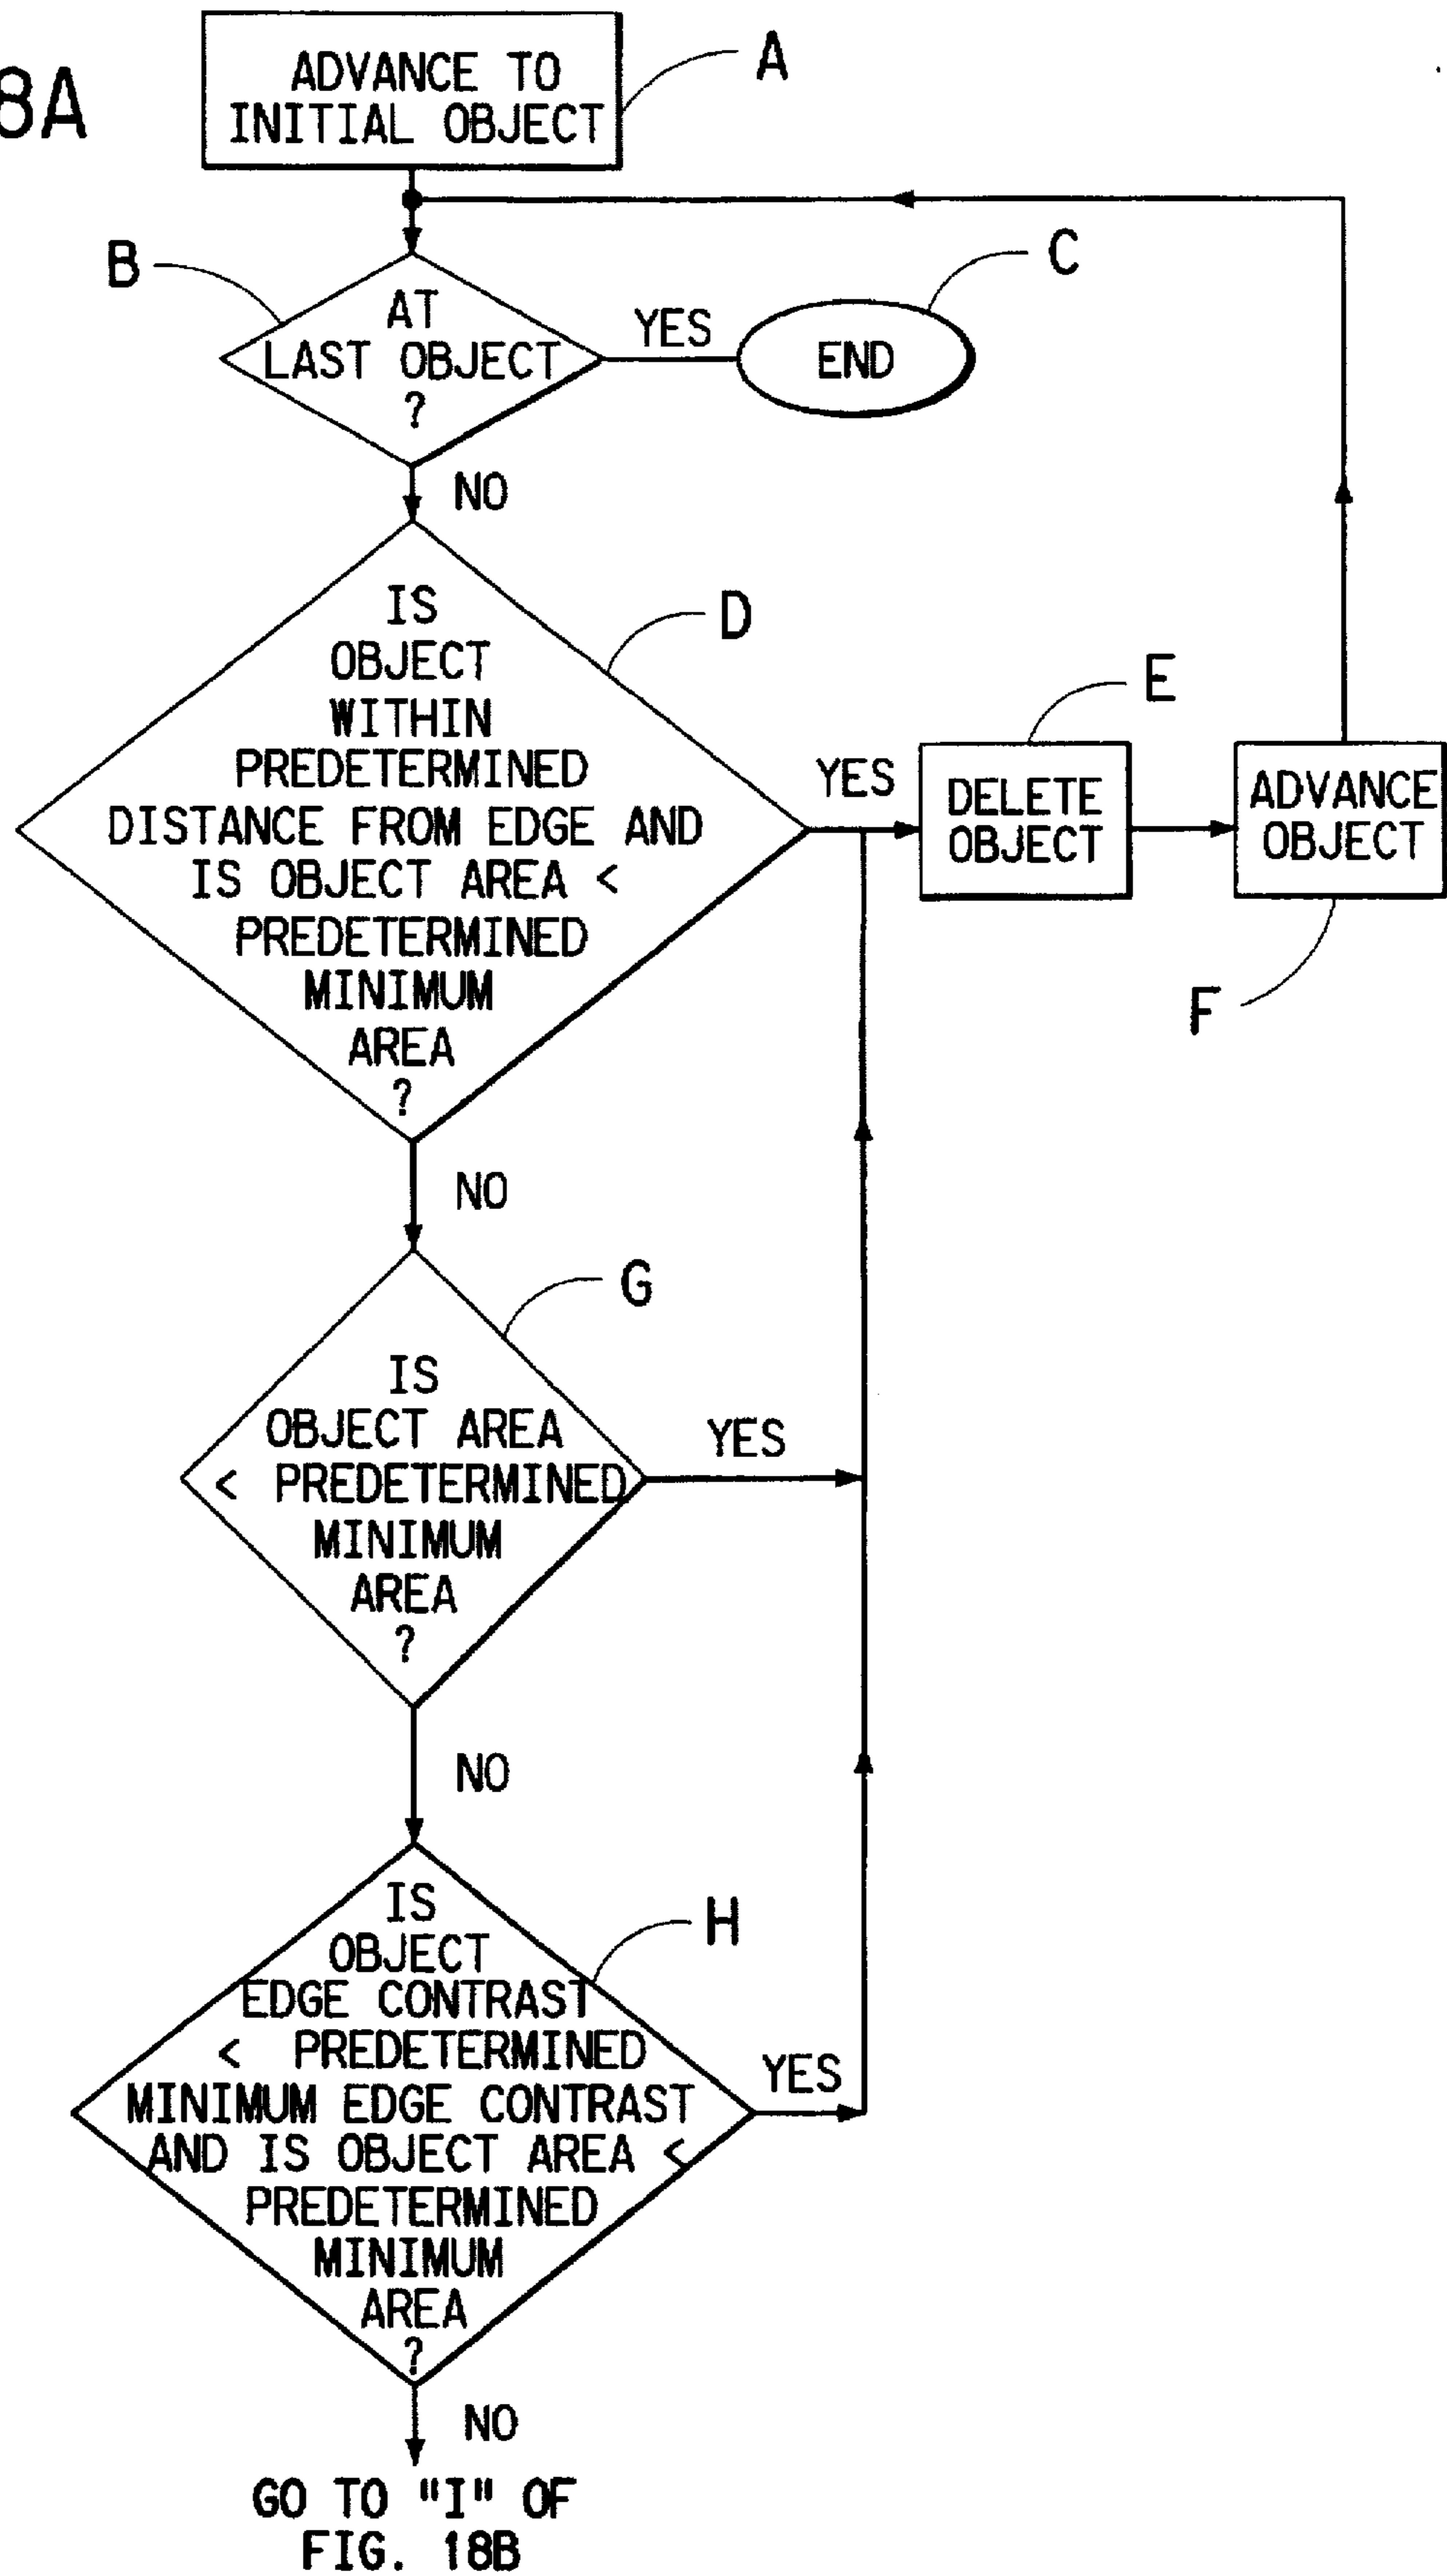 8A
ADVANCE TO
INITIAL OBJECT
A
B
AT
LAST OBJECT
?
YES
END
C
NO
IS
OBJECT
WITHIN
PREDETERMINED
DISTANCE FROM EDGE AND
IS OBJECT AREA <
PREDETERMINED
MINIMUM
AREA
?
D
YES
DELETE
OBJECT
E
ADVANCE
OBJECT
F
NO
IS
OBJECT AREA
< PREDETERMINED
MINIMUM
AREA
?
G
YES
NO
IS
OBJECT
EDGE CONTRAST
< PREDETERMINED
MINIMUM EDGE CONTRAST
AND IS OBJECT AREA <
PREDETERMINED
MINIMUM
AREA
?
H
YES
NO
GO TO "I" OF
FIG. 18B